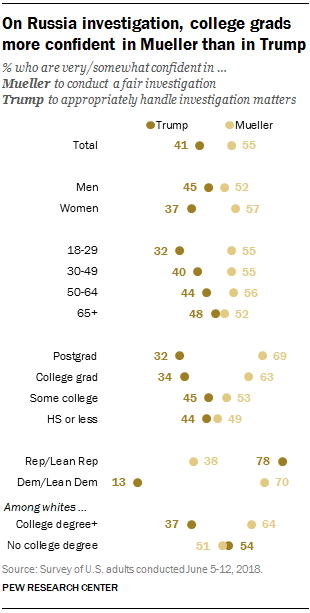 On Russia investigation, college grads
more confident in Mueller than in Trump
% who are very/somewhat confident in ...
Mueller to conduct a fair investigation
Trump to appropriately handle investigation matters
Trump Mueller
Total 41 55
Men 45 52
Women 37 57
18-29 32 55
30-49 40 55
50-64 44 56
65+ 48 52
Postgrad 32 69
College grad 34 63
Some college 45 53
HS or less 44 49
Rep/Lean Rep 38 78
Dem/Lean Dem 13 70
Among whites ...
College degree+ 37 64
No college degree 51 54
Source: Survey of U.S. adults conducted June 5-12, 2018.
PEW RESEARCH CENTER